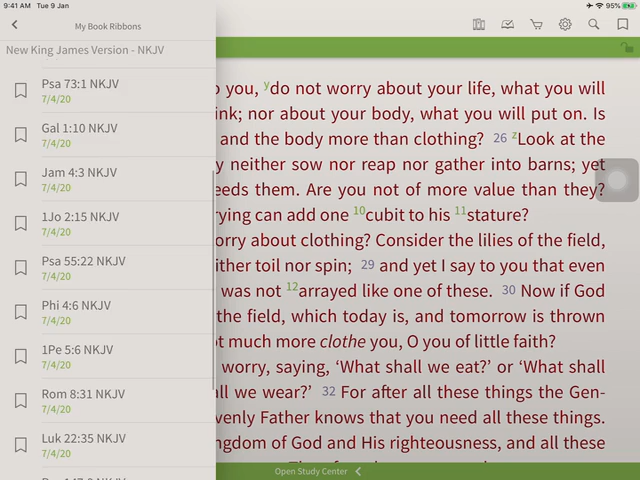 9:41 AM Tue 9 Jan
95%
My Book Ribbons
New King James Version - NKJV
Psa 73:1 NKJV
7/4/20
Gal 1:10 NKJV
7/4/20
Jam 4:3 NKJV
7/4/20
1Jo 2:15 NKJV
7/4/20
Psa 55:22 NKJV
7/4/20
Phi 4:6 NKJV
7/4/20
1Pe 5:6 NKJV
7/4/20
Rom 8:31 NKJV
7/4/20
Luk 22:35 NKJV
7/4/20
you, y do not worry about your life, what you will
ink; nor about your body, what you will put on. Is
and the body more than clothing? 26 z Look at the
y neither sow nor reap nor gather into barns; yet
eeds them. Are you not of more value than they?
rying can add one 10 cubit to his 11 stature?
orry about clothing? Consider the lilies of the field,
ither toil nor spin; 29 and yet I say to you that even
was not 12 arrayed like one of these. 30 Now if God
the field, which today is, and tomorrow is thrown
ot much more clothe you, O you of little faith?
worry, saying, ‘What shall we eat?’ or ‘What shall
all we wear?’ 32 For after all these things the Gen-
venly Father knows that you need all these things.
ngdom of God and His righteousness, and all these
Open Study Center